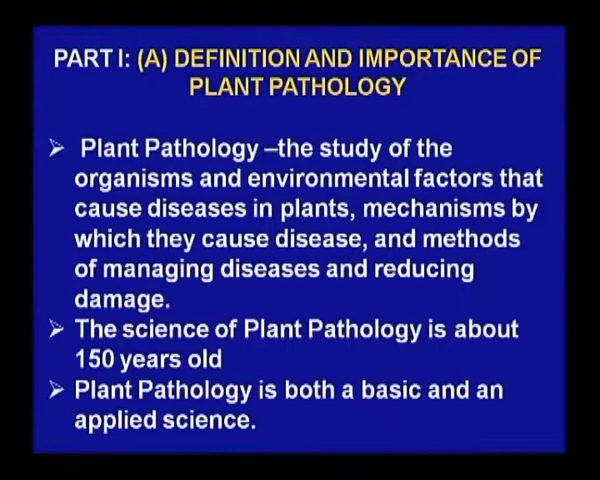 PART I: (A) DEFINITION AND IMPORTANCE OF
PLANT PATHOLOGY
➢ Plant Pathology –the study of the
organisms and environmental factors that
cause diseases in plants, mechanisms by
which they cause disease, and methods
of managing diseases and reducing
damage.
➢ The science of Plant Pathology is about
150 years old
➢ Plant Pathology is both a basic and an
applied science.